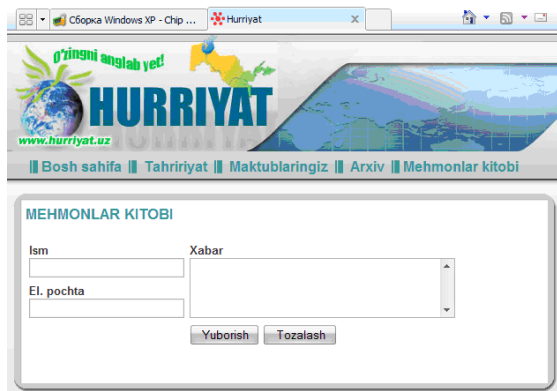 Сборка Windows XP - Chip ...
Hurriyat
x
O'zingni anglab yet!
HURRIYAT
www.hurriyat.uz
Bosh sahifa Tahririyat Maktublaringiz Arxiv Mehmonlar kitobi
MEHMONLAR KITOBI
Ism Xabar
El. pochta
Yuborish Tozalash